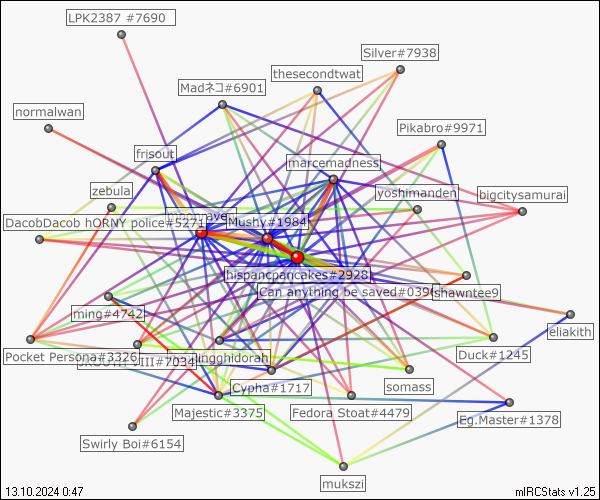 LPK2387 #7690
Silver#7938
thesecondtwat
Madネコ#6901
normalwan
Pikabro#9971
frisout
marcemadness
zebula
yoshimanden
bigcitysamurai
DacobDacob hORNY police#5271
Mushy#1984
hispancpancakes#2928
Can anything be saved#039
shawntee9
ming#4742
eliakith
Pocket Persona#3326
ingghidorah
Duck#1245
Cypha#1717
somass
Majestic#3375
Fedora Stoat#4479
Eg.Master#1378
Swirly Boi#6154
mukszi
13.10.2024 0:47
mIRCStats v1.25